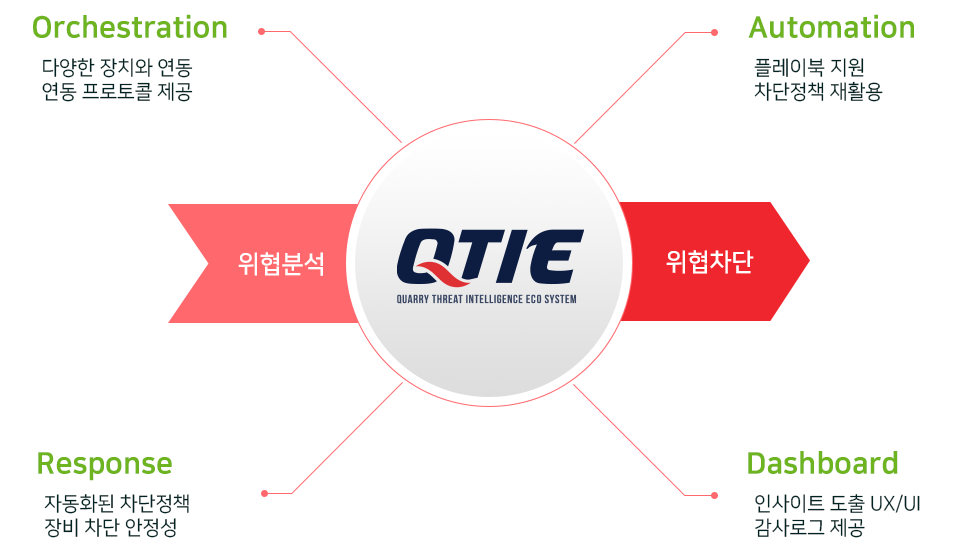 Orchestration
다양한 장치와 연동
연동 프로토콜 제공
Automation
플레이북 지원
차단정책 재활용
위협분석
QTIE
QUARRY THREAT INTELLIGENCE ECO SYSTEM
위협차단
Response
자동화된 차단정책
장비 차단 안정성
Dashboard
인사이트 도출 UX/UI
감사로그 제공